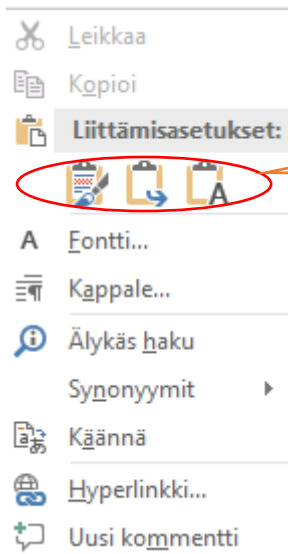 Leikkaa
Kopioi
Liittämisasetukset:
A Fontti...
Kappale...
Älykäs haku
Synonyymit
Käännä
Hyperlinkki...
Uusi kommentti